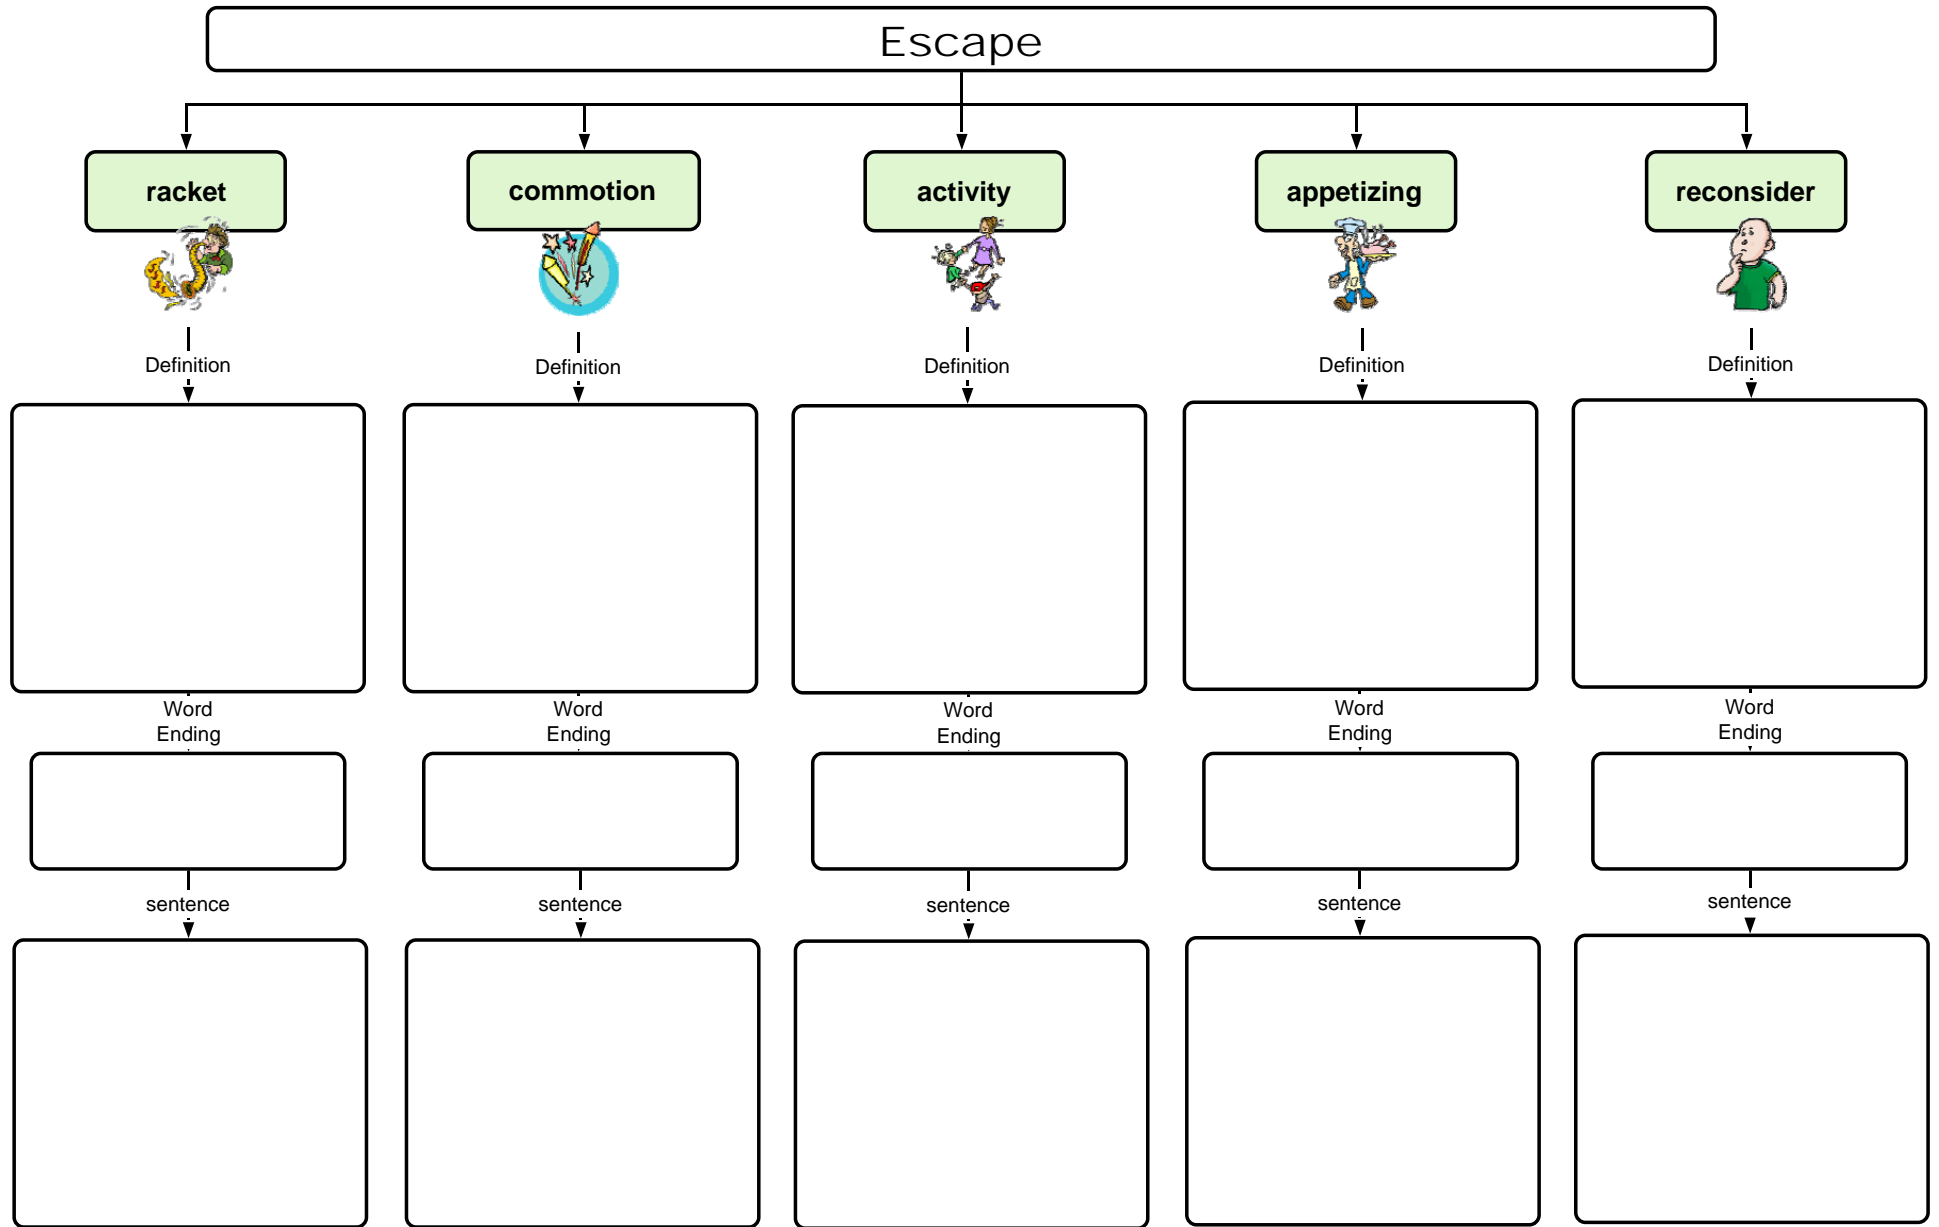 Escape
racket
commotion
activity
appetizing
reconsider
Definition
Definition
Definition
Definition
Definition
Word
Ending
Word
Ending
Word
Ending
Word
Ending
Word
Ending
sentence
sentence
sentence
sentence
sentence